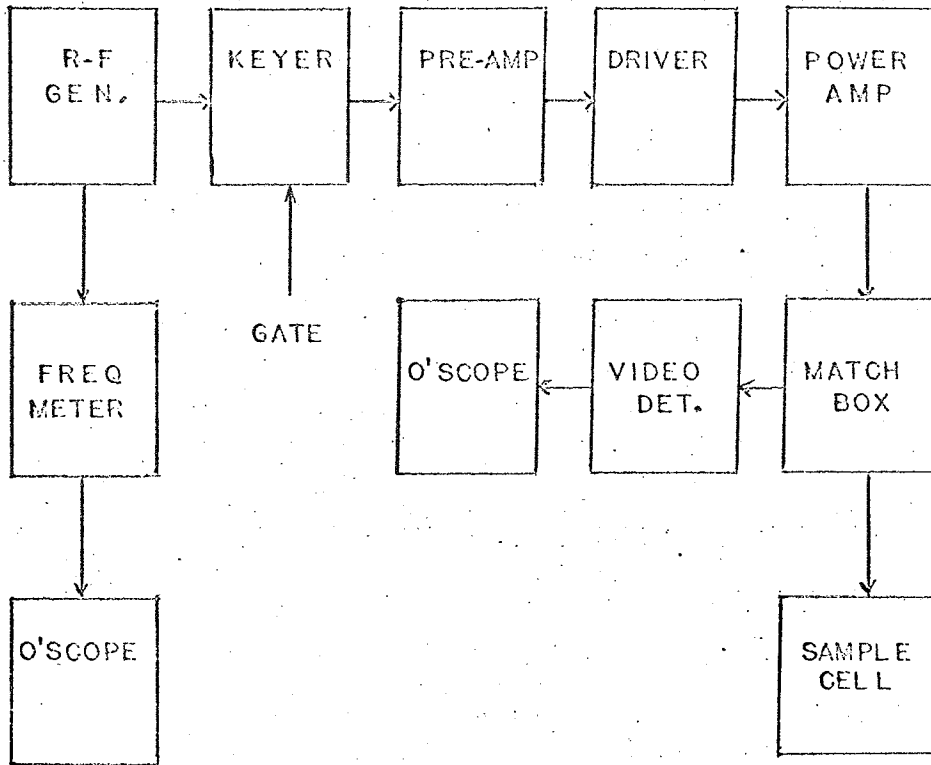 R-F
GEN.
KEYER
PRE-AMP
DRIVER
POWER
AMP
GATE
FREQ
METER
O'SCOPE
VIDEO
DET.
MATCH
BOX
O'SCOPE
SAMPLE
CELL